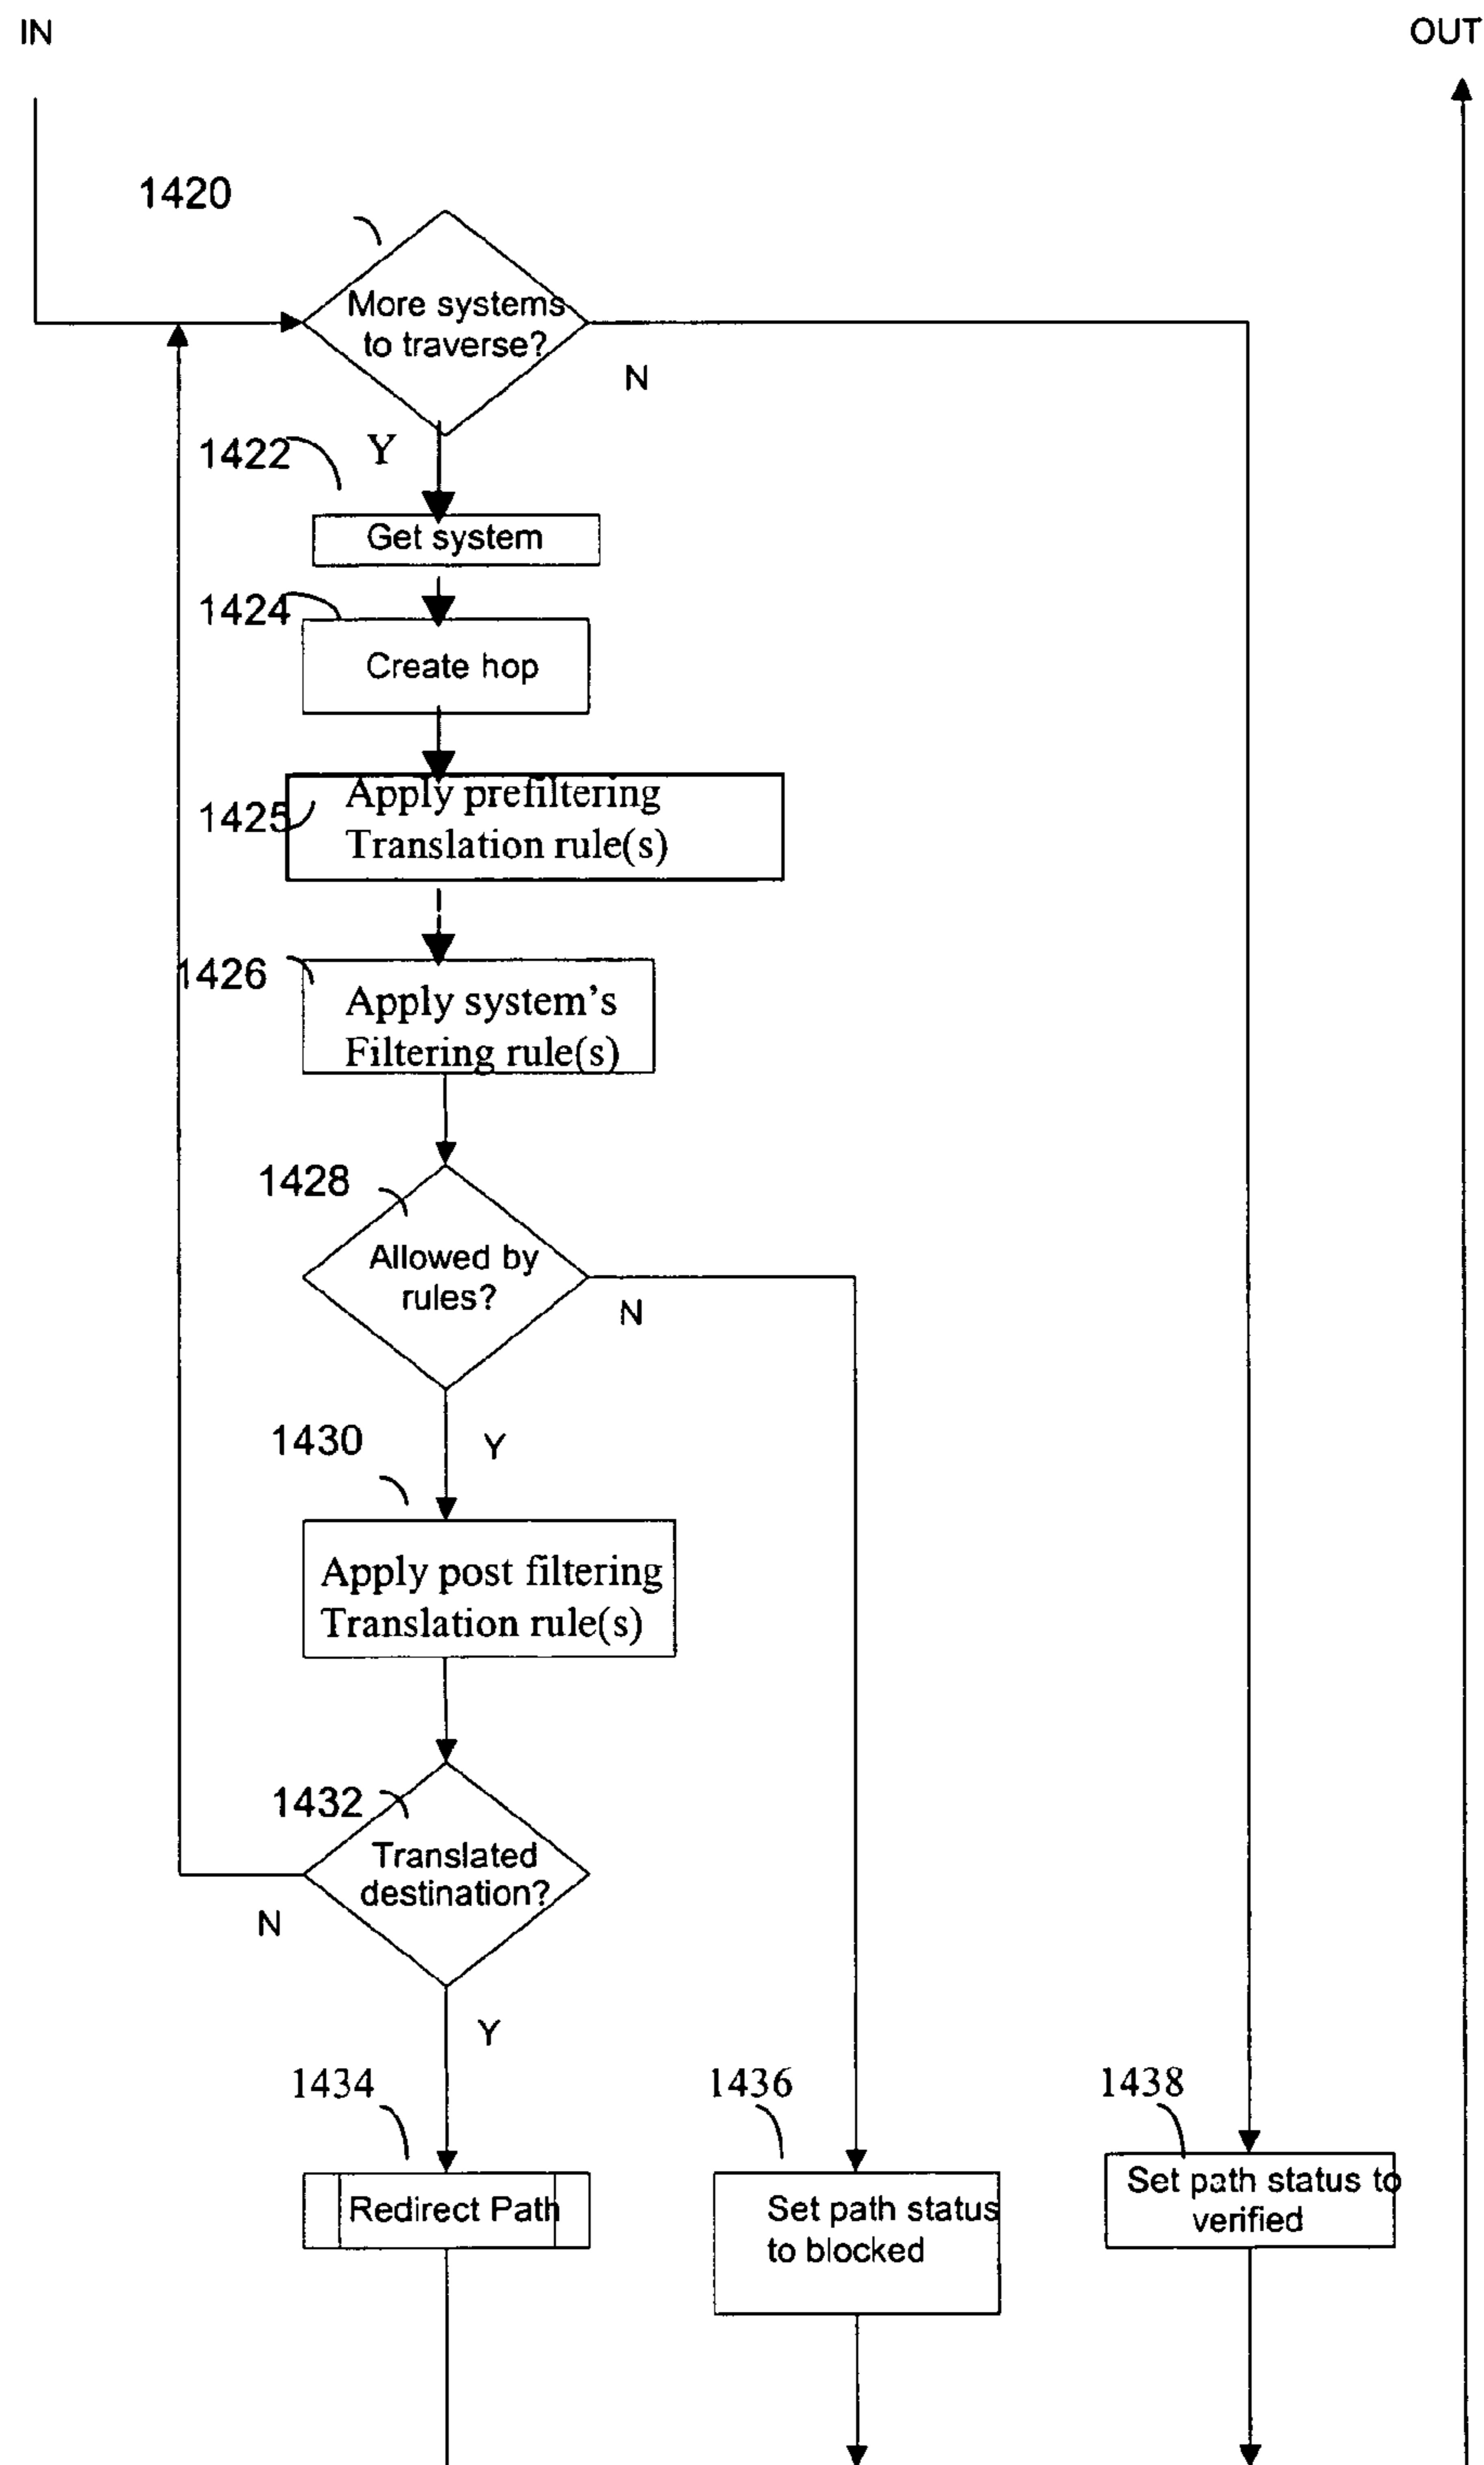 IN
OUT
1420
More systems
to traverse?
N
Y
1422
Get system
1424
Create hop
1425
Apply prefiltering
Translation rule(s)
1426
Apply system's
Filtering rule(s)
1428
Allowed by
rules?
N
Y
1430
Apply post filtering
Translation rule(s)
1432
Translated
destination?
N
Y
1434
Redirect Path
1436
Set path status
to blocked
1438
Set path status to
verified